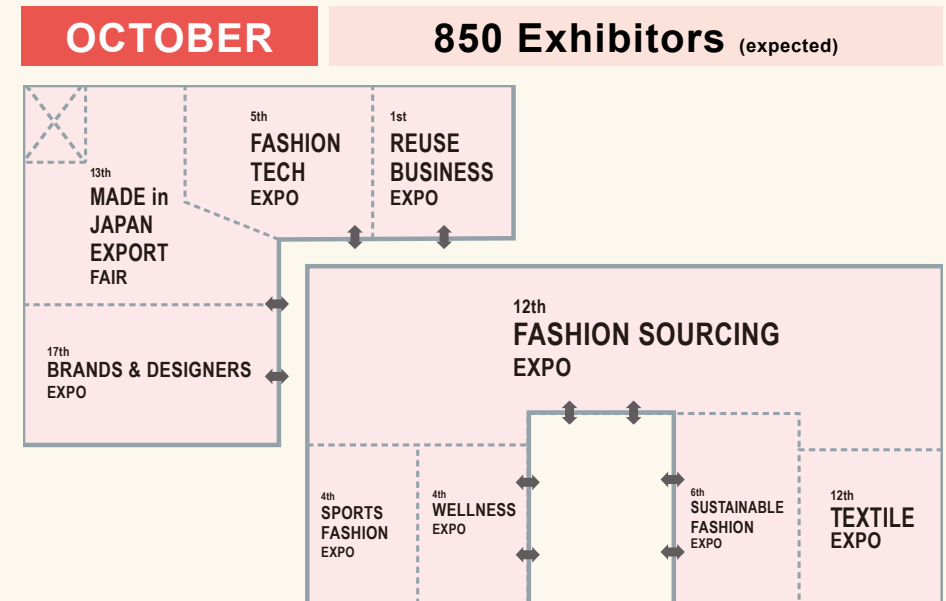 OCTOBER
850 Exhibitors (expected)
5th
FASHION
TECH
EXPO
1st
REUSE
BUSINESS
EXPO
13th
MADE in
JAPAN
EXPORT
FAIR
17th
BRANDS & DESIGNERS
EXPO
12th
FASHION SOURCING
EXPO
4th
SPORTS
FASHION
EXPO
4th
WELLNESS
EXPO
6th
SUSTAINABLE
FASHION
EXPO
12th
TEXTILE
EXPO